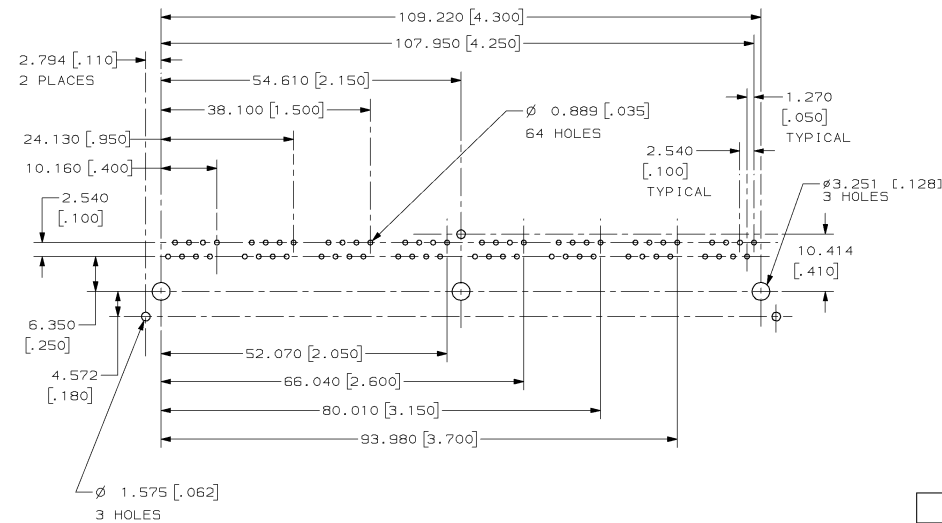 109.220 [4.300]
107.950 [4.250]
2.794 [.110]
2 PLACES
54.610 [2.150]
38.100 [1.500]
24.130 [.950]
10.160 [.400]
2.540
[.100]
Ø 0.889 [.035]
64 HOLES
1.270
[.050]
TYPICAL
2.540
[.100]
TYPICAL
ø3.251 [.128]
3 HOLES
10.414
[.410]
6.350
[.250]
4.572
[.180]
52.070 [2.050]
66.040 [2.600]
80.010 [3.150]
93.980 [3.700]
Ø 1.575 [.062]
3 HOLES